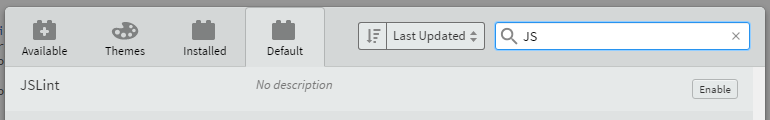 Available
Themes
Installed
Default
Last Updated
JS
JSLint
No description
Enable